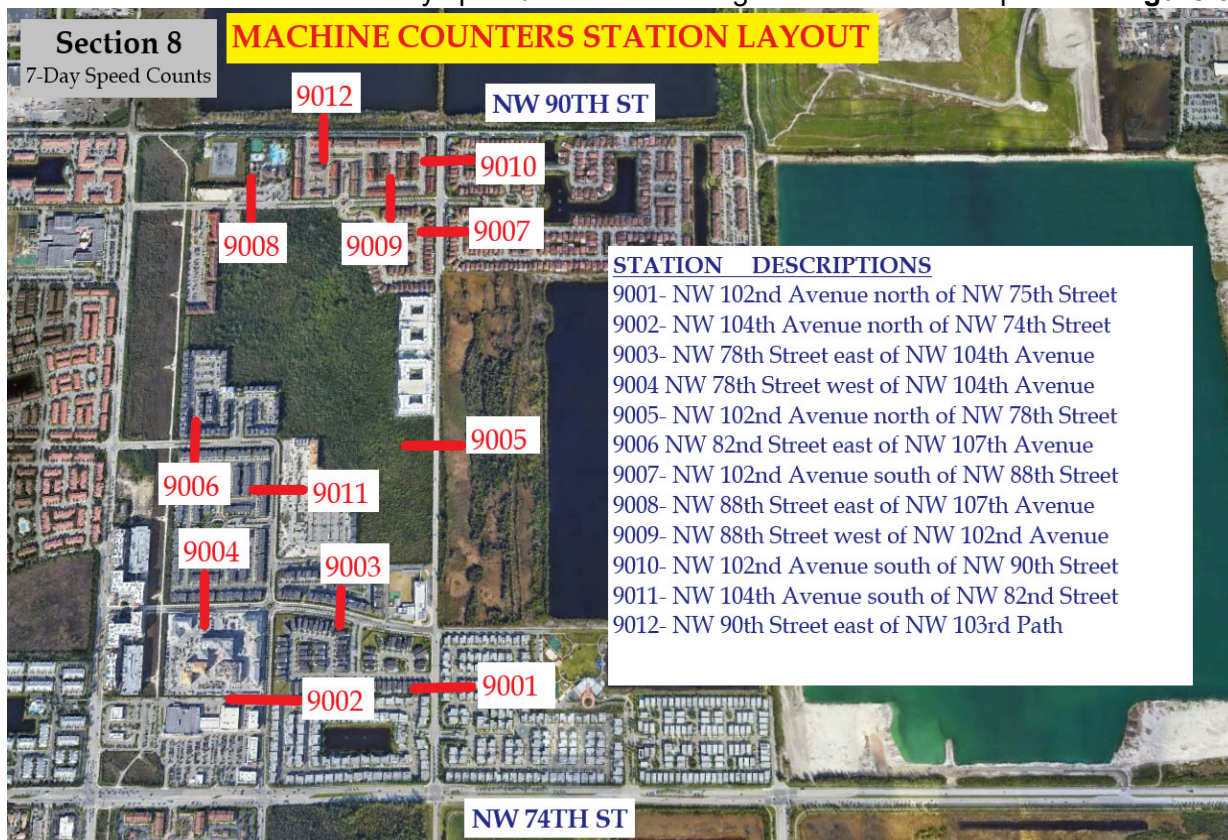 Section 8
7-Day Speed Counts
MACHINE COUNTERS STATION LAYOUT
9012
NW 90TH ST
9010
9008
9009
9007
STATION DESCRIPTIONS
9001- NW 102nd Avenue north of NW 75th Street
9002- NW 104th Avenue north of NW 74th Street
9003- NW 78th Street east of NW 104th Avenue
9004 NW 78th Street west of NW 104th Avenue
9005- NW 102nd Avenue north of NW 78th Street
9006 NW 82nd Street east of NW 107th Avenue
9007- NW 102nd Avenue south of NW 88th Street
9008- NW 88th Street east of NW 107th Avenue
9009- NW 88th Street west of NW 102nd Avenue
9010- NW 102nd Avenue south of NW 90th Street
9011- NW 104th Avenue south of NW 82nd Street
9012- NW 90th Street east of NW 103rd Path
9005
9006
9011
9004
9003
9001
9002
NW 74TH ST